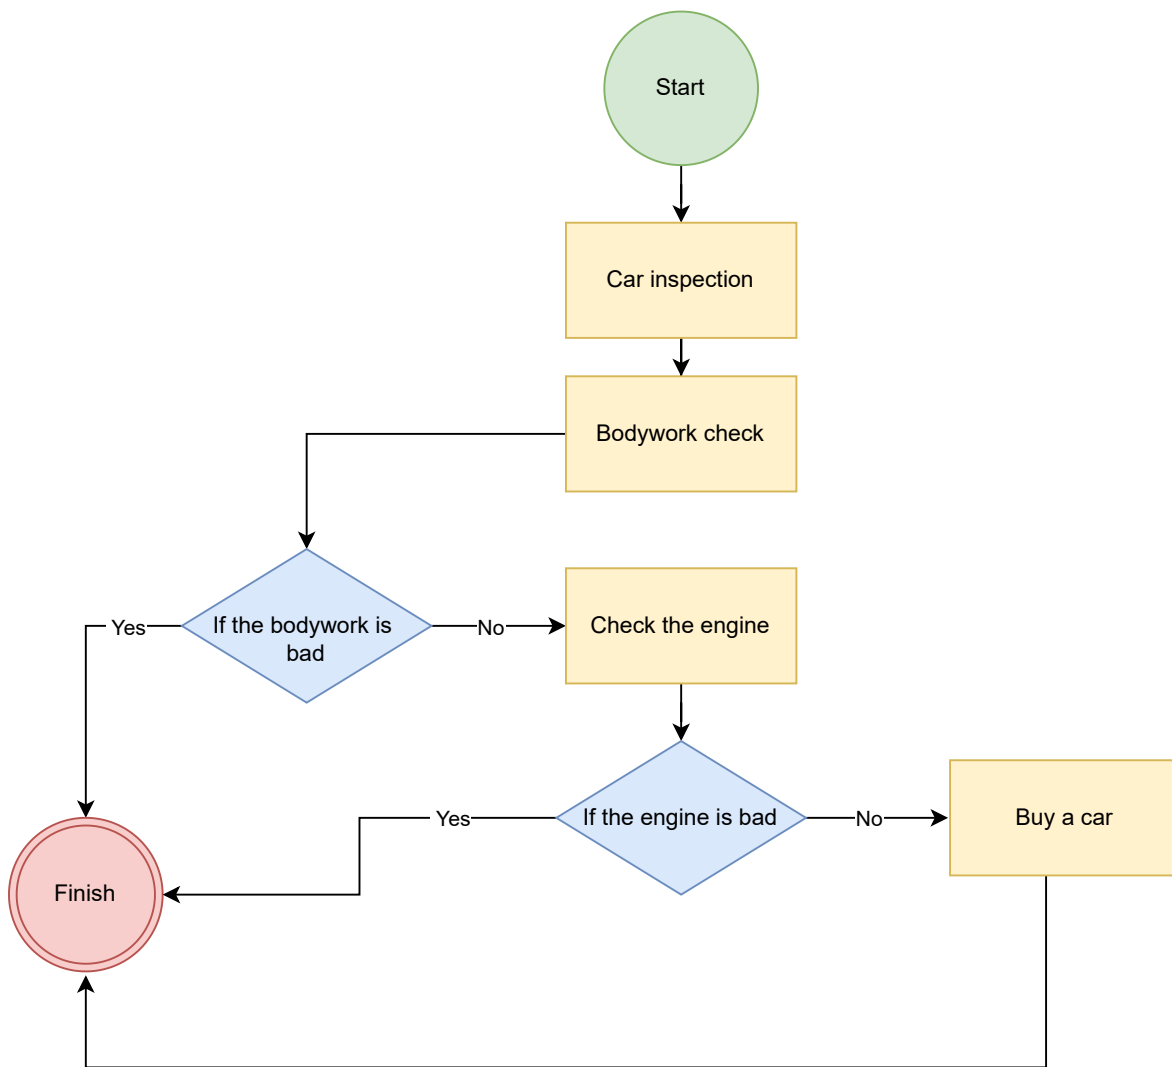 Start
Car inspection
Bodywork check
If the bodywork is
bad
Yes
No
Check the engine
If the engine is bad
Yes
No
Buy a car
Finish